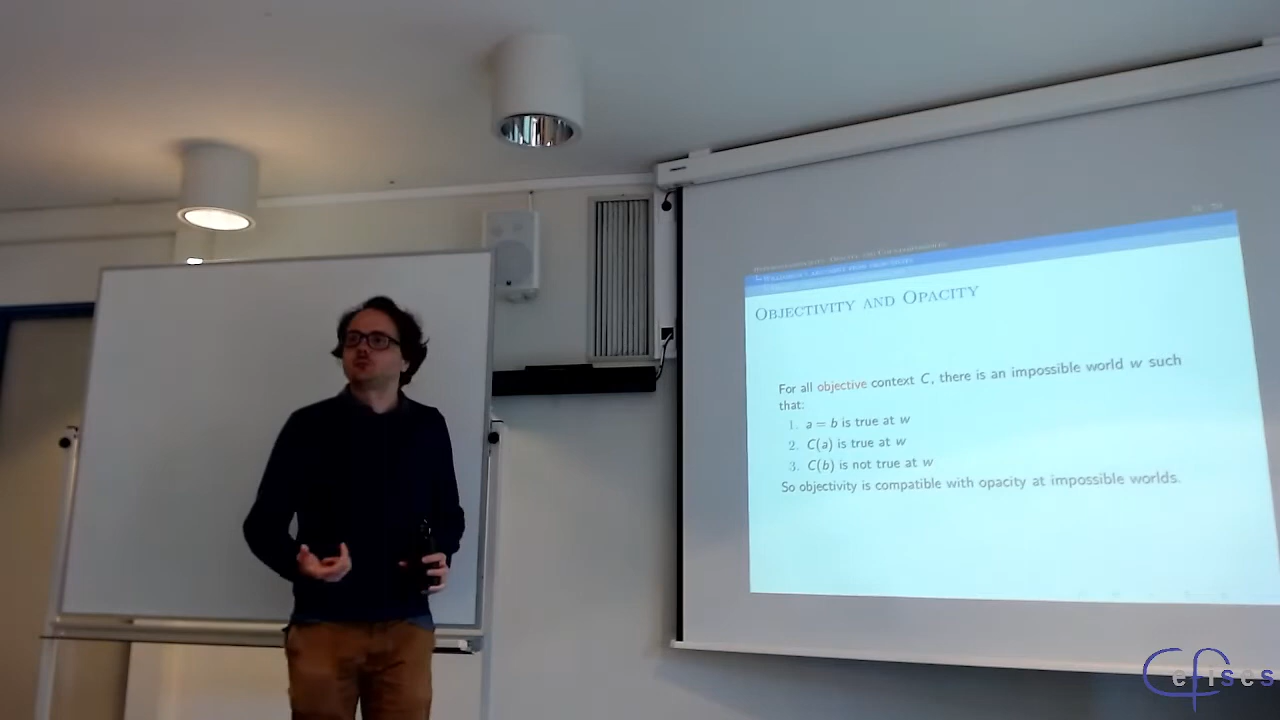 OBJECTIVITY AND OPACITY
For all objective context C, there is an impossible world w such
that:
1. a = b is true at w
2. C(a) is true at w
3. C(b) is not true at w
So objectivity is compatible with opacity at impossible worlds.
Cefises